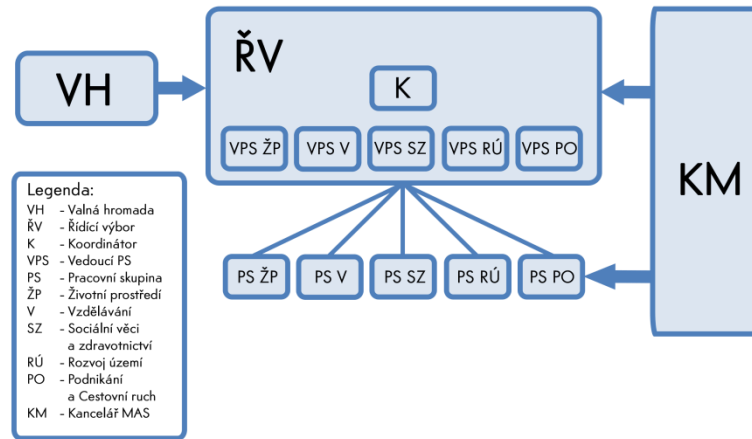 VH
ŘV
K
VPS ŽP VPS V VPS SZ VPS RÚ VPS PO
KM
PS ŽP PS V PS SZ PS RÚ PS PO
Legenda:
VH - Valná hromada
ŘV - Řídící výbor
K - Koordinátor
VPS - Vedoucí PS
PS - Pracovní skupina
ŽP - Životní prostředí
V - Vzdělávání
SZ - Sociální věci
a zdravotnictví
RÚ - Rozvoj území
PO - Podnikání
a Cestovní ruch
KM - Kancelář MAS